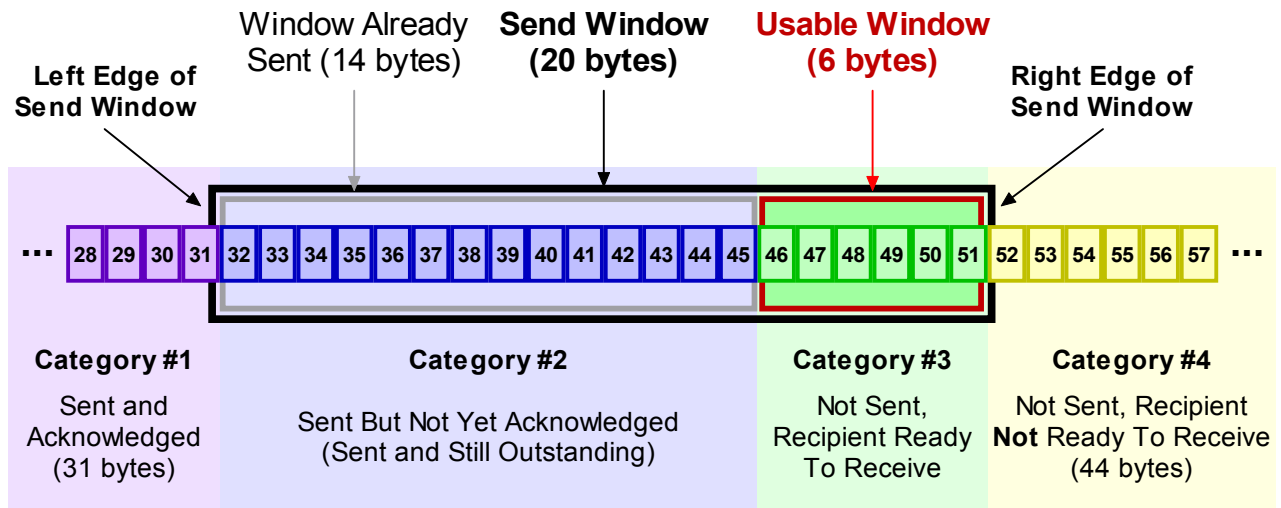 Window Already
Sent (14 bytes)
Send Window
(20 bytes)
Usable Window
(6 bytes)
Left Edge of
Send Window
Right Edge of
Send Window
... 28 29 30 31 32 33 34 35 36 37 38 39 40 41 42 43 44 45 46 47 48 49 50 51 52 53 54 55 56 57 ...
Category #1
Sent and
Acknowledged
(31 bytes)
Category #2
Sent But Not Yet Acknowledged
(Sent and Still Outstanding)
Category #3
Not Sent,
Recipient Ready
To Receive
Category #4
Not Sent, Recipient
Not Ready To Receive
(44 bytes)